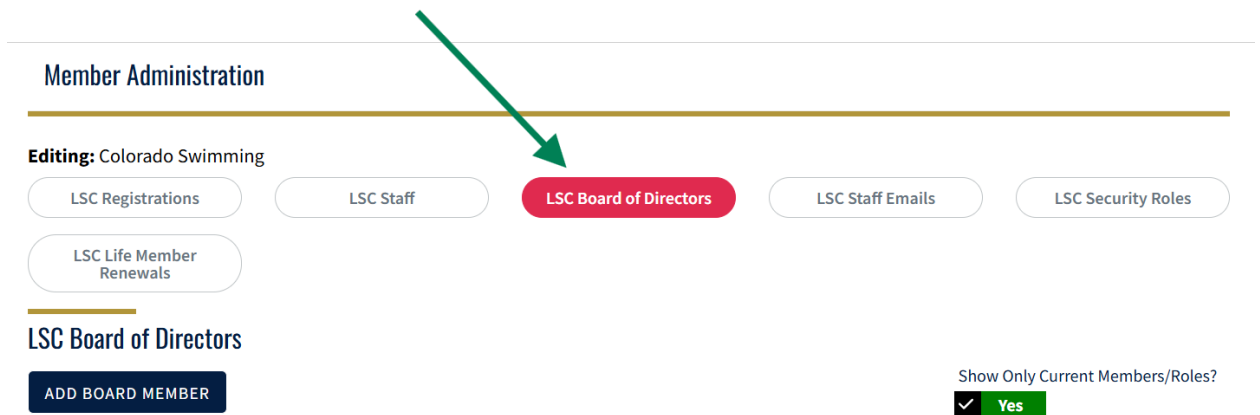 Member Administration
Editing: Colorado Swimming
LSC Registrations
LSC Staff
LSC Board of Directors
LSC Staff Emails
LSC Security Roles
LSC Life Member
Renewals
LSC Board of Directors
ADD BOARD MEMBER
Show Only Current Members/Roles?
Yes